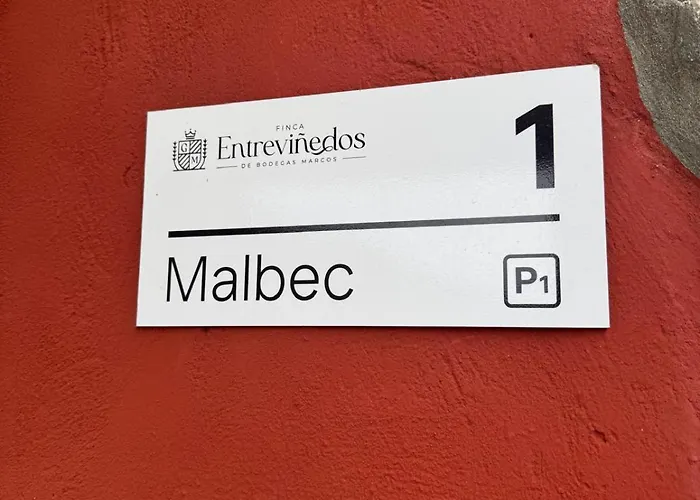 FINCA
Entreviñedos
DE BODEGAS MARCOS
G M
1
Malbec
P1